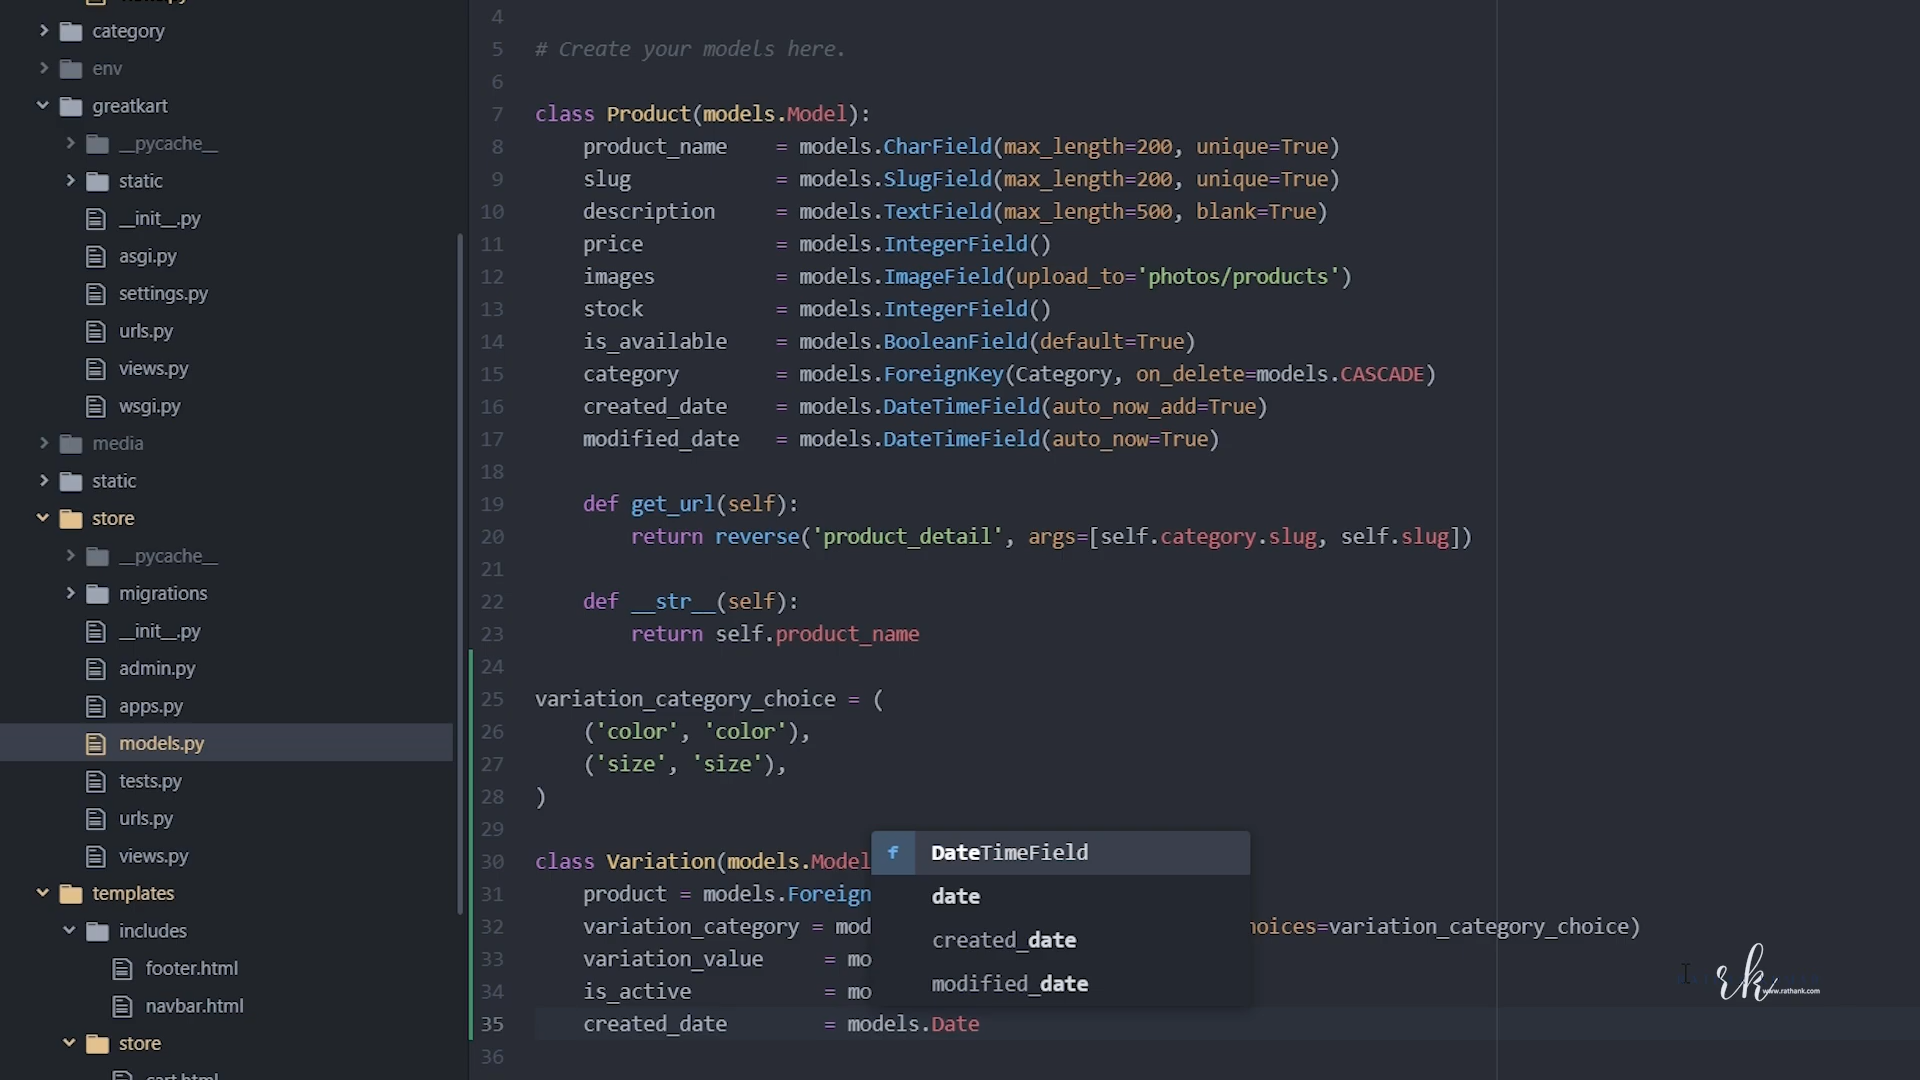 category
env
greatkart
__pycache__
static
__init__.py
asgi.py
settings.py
urls.py
views.py
wsgi.py
media
static
store
__pycache__
migrations
__init__.py
admin.py
apps.py
models.py
tests.py
urls.py
views.py
templates
includes
footer.html
navbar.html
store
cart.html
4
5 # Create your models here.
6
7 class Product(models.Model):
8 product_name = models.CharField(max_length=200, unique=True)
9 slug = models.SlugField(max_length=200, unique=True)
10 description = models.TextField(max_length=500, blank=True)
11 price = models.IntegerField()
12 images = models.ImageField(upload_to='photos/products')
13 stock = models.IntegerField()
14 is_available = models.BooleanField(default=True)
15 category = models.ForeignKey(Category, on_delete=models.CASCADE)
16 created_date = models.DateTimeField(auto_now_add=True)
17 modified_date = models.DateTimeField(auto_now=True)
18
19 def get_url(self):
20 return reverse('product_detail', args=[self.category.slug, self.slug])
21
22 def __str__(self):
23 return self.product_name
24
25 variation_category_choice = (
26 ('color', 'color'),
27 ('size', 'size'),
28 )
29
30 class Variation(models.Model
31 product = models.Foreign
32 variation_category = mod hoices=variation_category_choice)
33 variation_value = mo
34 is_active = mo
35 created_date = models.Date
36
f DateTimeField
date
created_date
modified_date
rk www.rathank.com